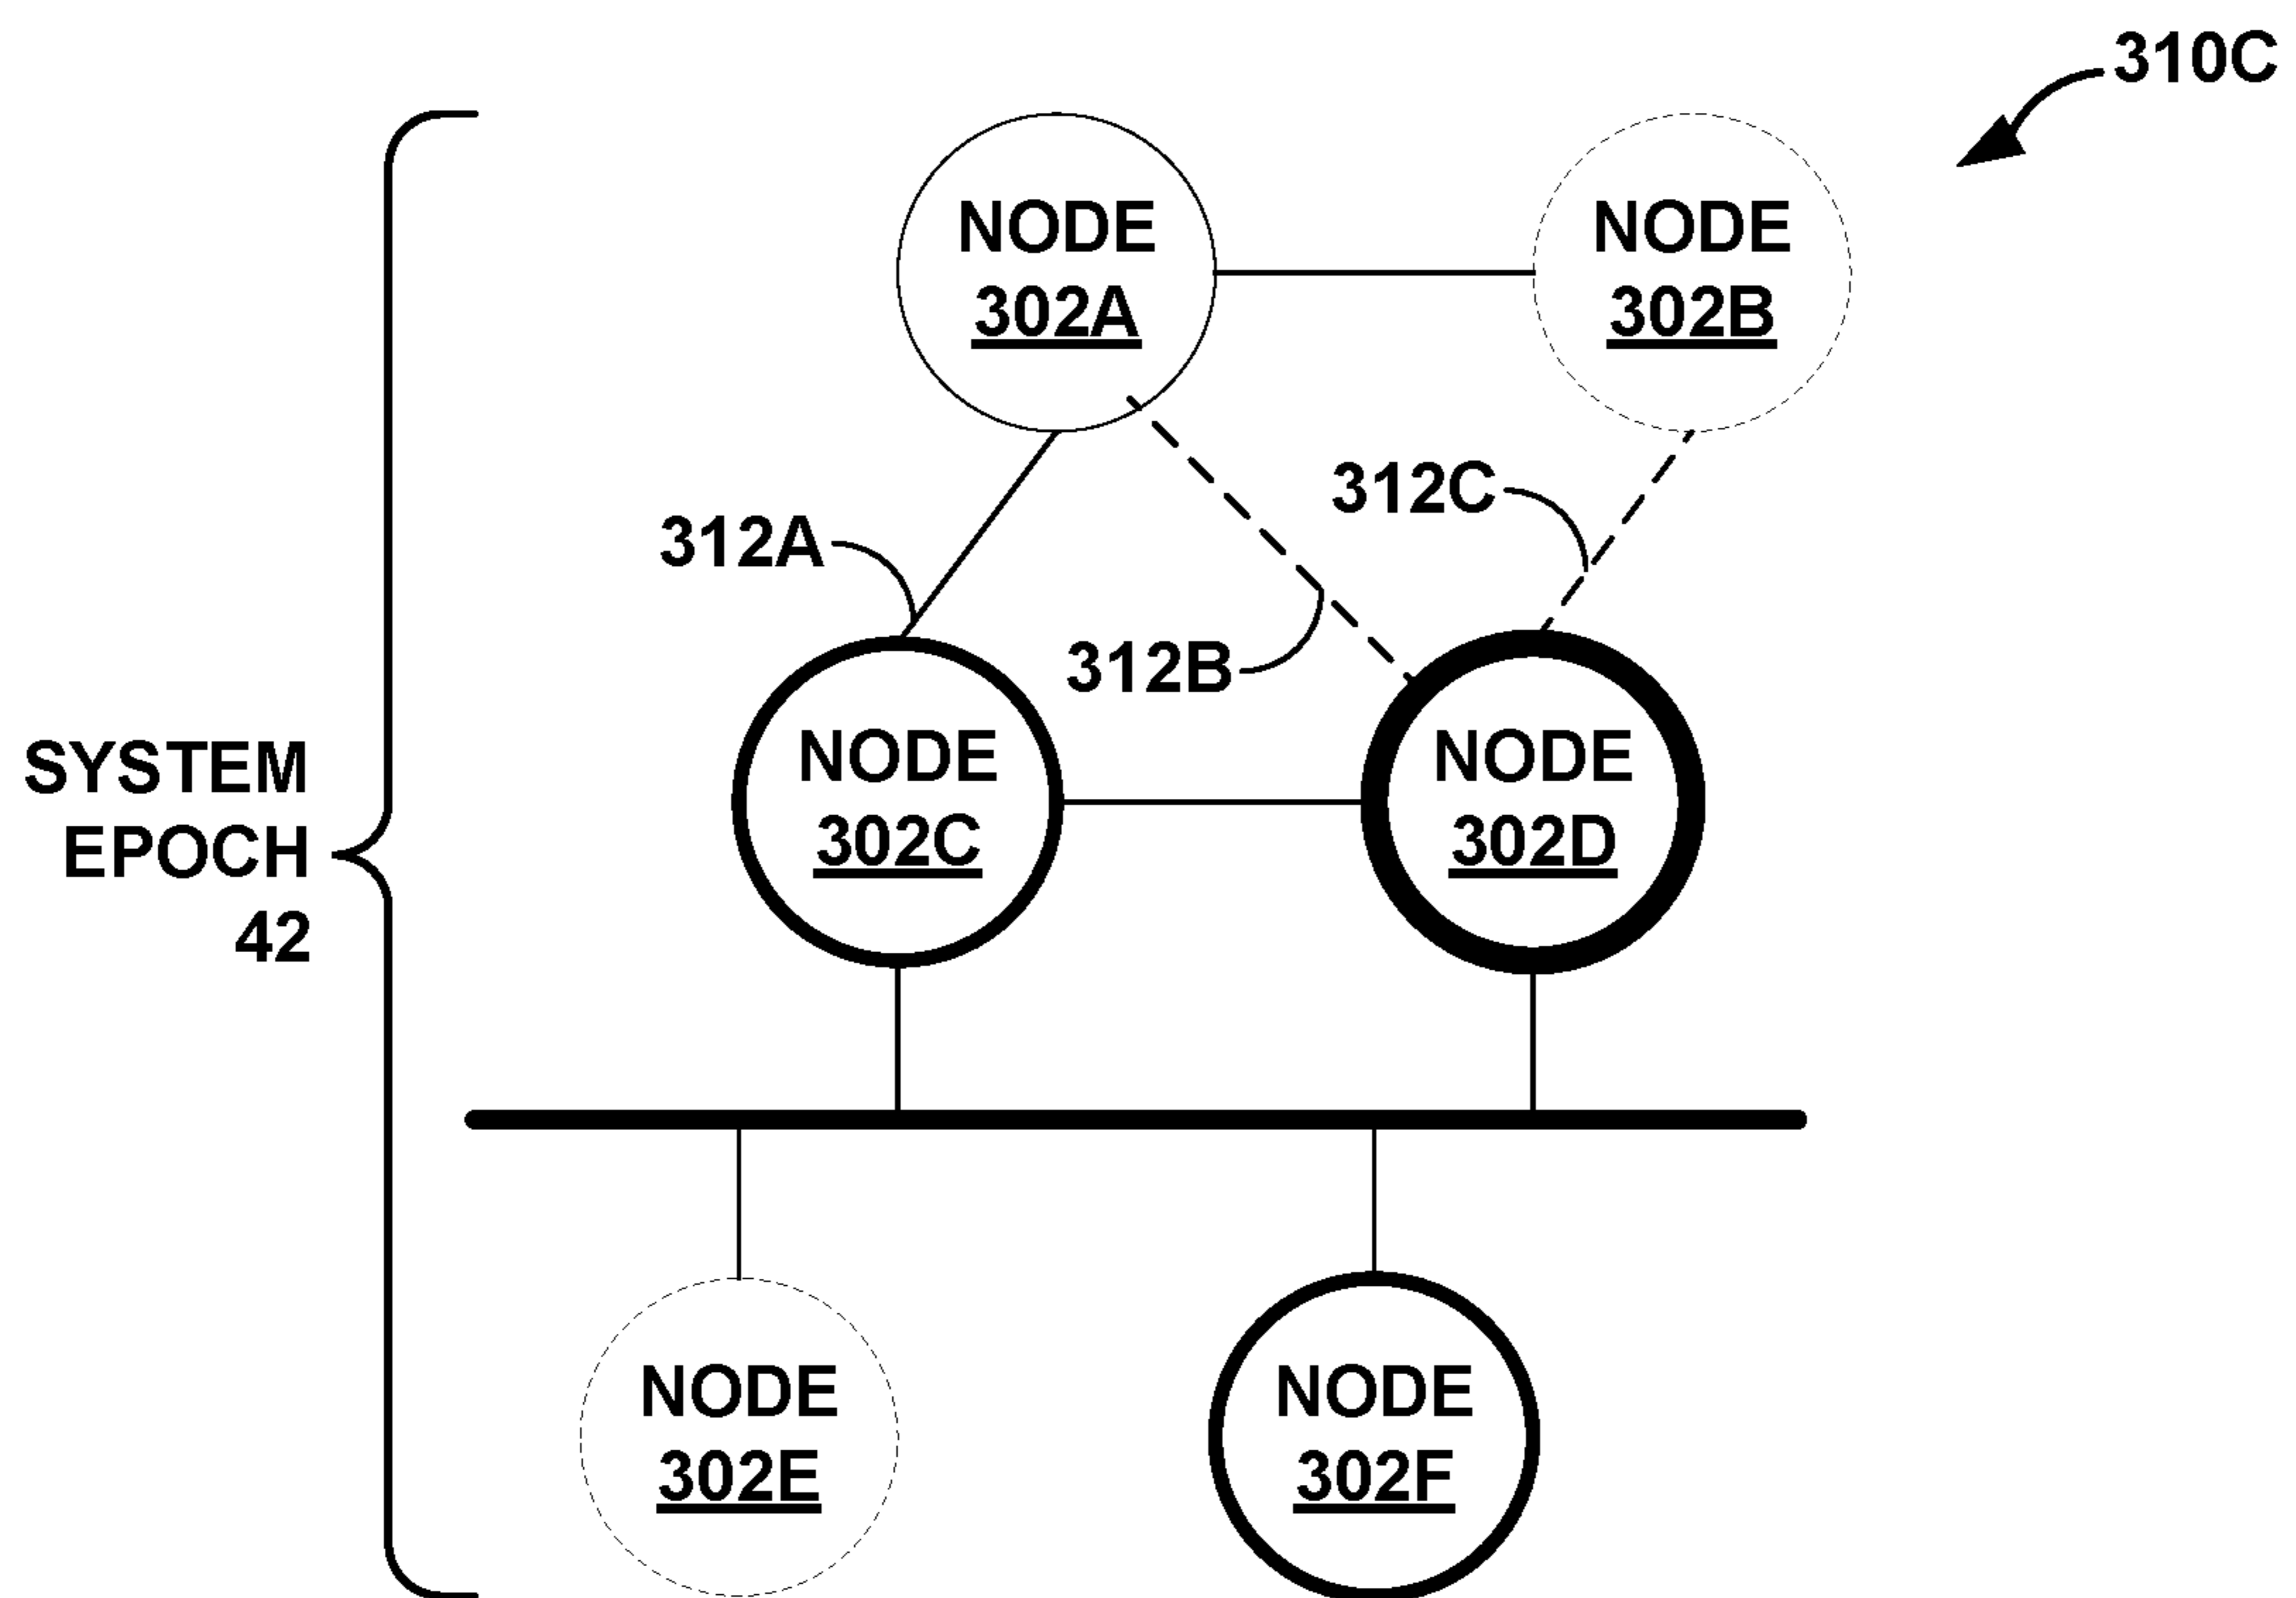 310C
NODE
302A
NODE
302B
312C
312A
312B
SYSTEM
EPOCH
42
NODE
302C
NODE
302D
NODE
302E
NODE
302F